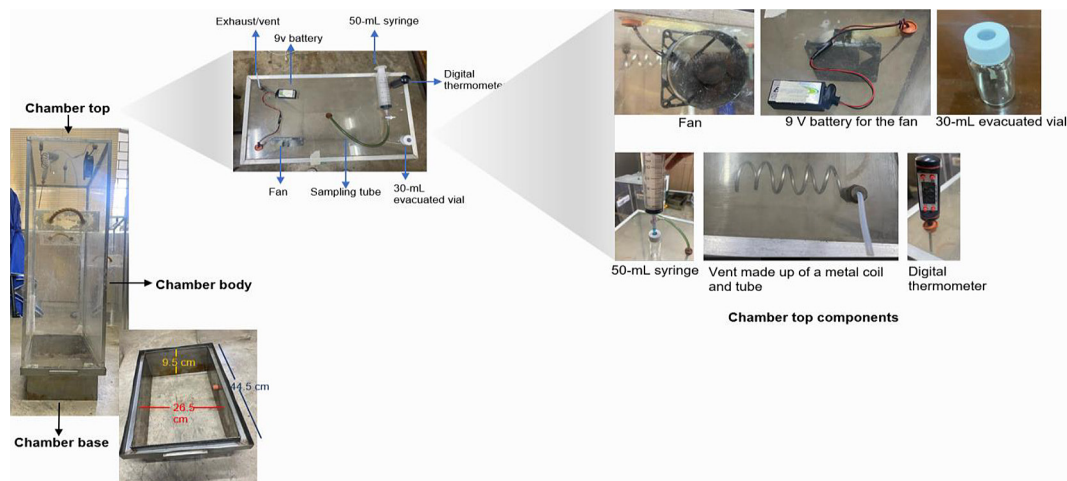 Exhaust/vent
9v battery
50-mL syringe
Digital
thermometer
Chamber top
Fan
Sampling tube
30-mL
evacuated vial
Fan
9 V battery for the fan
30-mL evacuated vial
50-mL syringe
Vent made up of a metal coil
and tube
Digital
thermometer
Chamber top components
Chamber body
9.5 cm
44.5 cm
26.5
cm
Chamber base